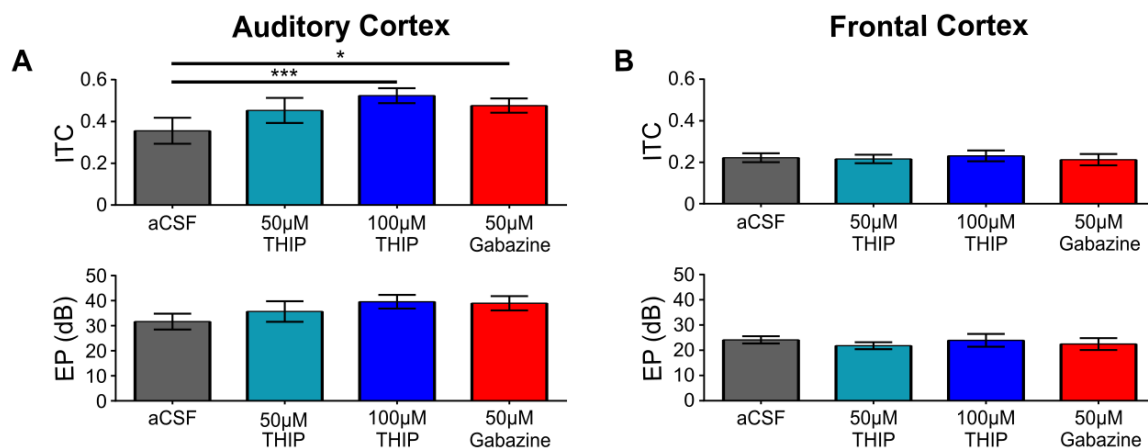 Auditory Cortex
A
*
***
ITC
0.6
0.4
0.2
0
aCSF
50µM
THIP
100µM
THIP
50µM
Gabazine
EP (dB)
50
40
30
20
10
0
aCSF
50µM
THIP
100µM
THIP
50µM
Gabazine
Frontal Cortex
B
ITC
0.6
0.4
0.2
0
aCSF
50µM
THIP
100µM
THIP
50µM
Gabazine
EP (dB)
50
40
30
20
10
0
aCSF
50µM
THIP
100µM
THIP
50µM
Gabazine